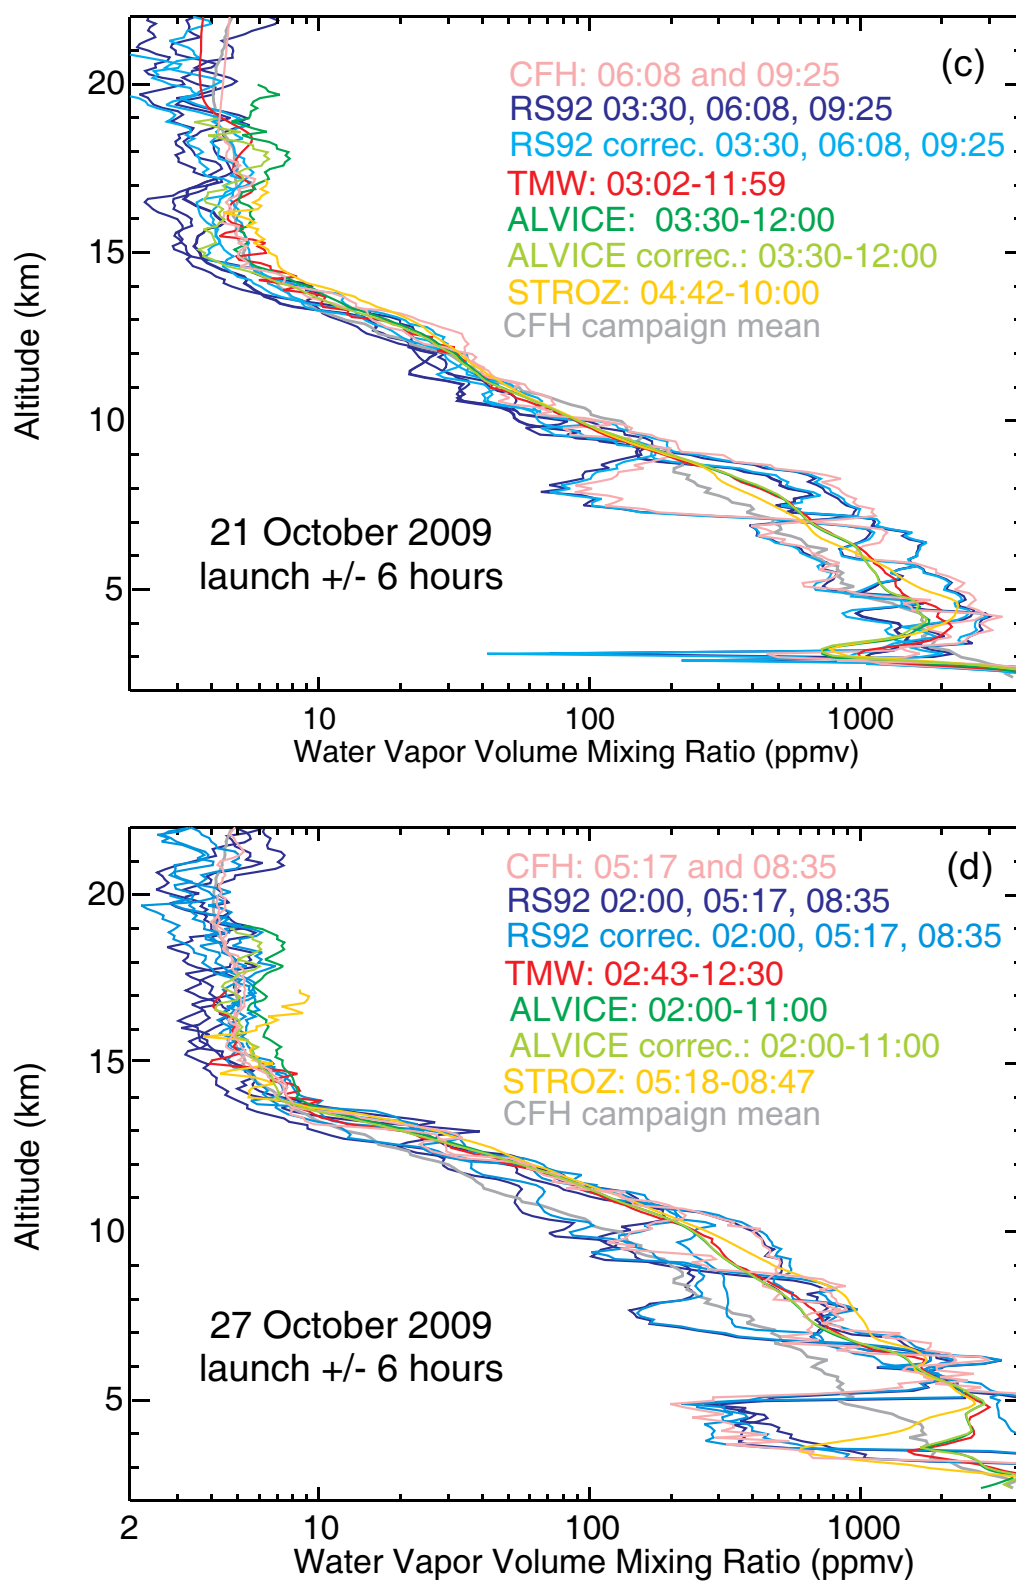 (c)
CFH: 06:08 and 09:25
RS92 03:30, 06:08, 09:25
RS92 correc. 03:30, 06:08, 09:25
TMW: 03:02-11:59
ALVICE: 03:30-12:00
ALVICE correc.: 03:30-12:00
STROZ: 04:42-10:00
CFH campaign mean
20
15
10
5
Altitude (km)
21 October 2009
launch +/- 6 hours
10
100
1000
Water Vapor Volume Mixing Ratio (ppmv)
(d)
CFH: 05:17 and 08:35
RS92 02:00, 05:17, 08:35
RS92 correc. 02:00, 05:17, 08:35
TMW: 02:43-12:30
ALVICE: 02:00-11:00
ALVICE correc.: 02:00-11:00
STROZ: 05:18-08:47
CFH campaign mean
20
15
10
5
Altitude (km)
27 October 2009
launch +/- 6 hours
2
10
100
1000
Water Vapor Volume Mixing Ratio (ppmv)